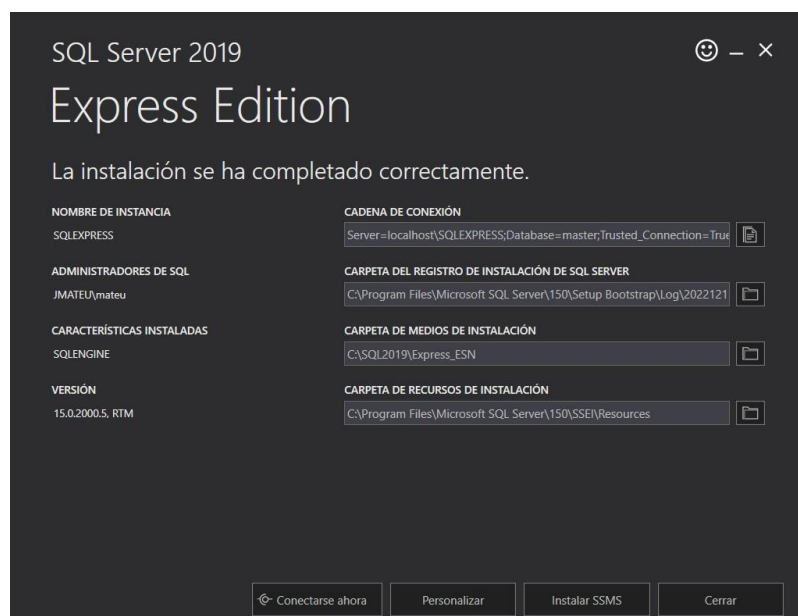 SQL Server 2019
Express Edition
La instalación se ha completado correctamente.
NOMBRE DE INSTANCIA
SQLEXPRESS
CADENA DE CONEXIÓN
Server=localhost\SQLEXPRESS;Database=master;Trusted_Connection=True
ADMINISTRADORES DE SQL
JMATEU\mateu
CARPETA DEL REGISTRO DE INSTALACIÓN DE SQL SERVER
C:\Program Files\Microsoft SQL Server\150\Setup Bootstrap\Log\2022121
CARACTERÍSTICAS INSTALADAS
SQLENGINE
CARPETA DE MEDIOS DE INSTALACIÓN
C:\SQL2019\Express_ESN
VERSIÓN
15.0.2000.5, RTM
CARPETA DE RECURSOS DE INSTALACIÓN
C:\Program Files\Microsoft SQL Server\150\SSEI\Resources
Conectarse ahora
Personalizar
Instalar SSMS
Cerrar